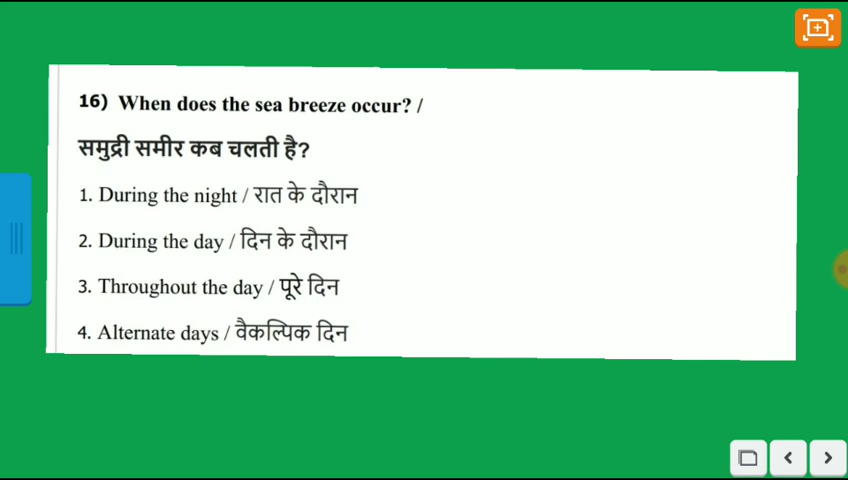 16) When does the sea breeze occur? /
समुद्री समीर कब चलती है?
1. During the night / रात के दौरान
2. During the day / दिन के दौरान
3. Throughout the day / पूरे दिन
4. Alternate days / वैकल्पिक दिन